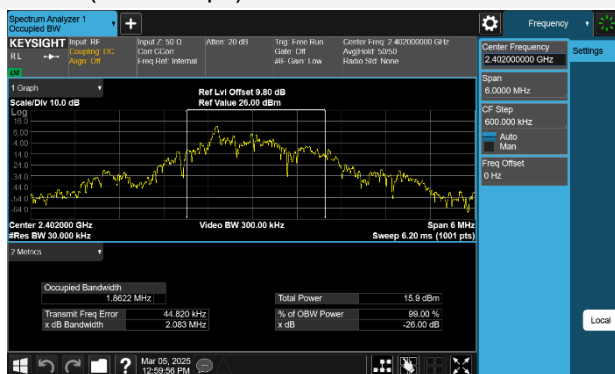 Spectrum Analyzer 1
Occupied BW
Frequency
KEYSIGHT
Input: RF
Input Z: 50 Ω
Atten: 20 dB
Trig: Free Run
Center Freq: 2.402000000 GHz
RL
Coupling: DC
Corr CCorr
Gate: Off
Avg|Hold: 50/50
Align: Off
Freq Ref: Internal
#IF Gain: Low
Radio Std: None
Center Frequency
2.402000000 GHz
Settings
Span
6.0000 MHz
CF Step
600.000 kHz
Auto
Man
Freq Offset
0 Hz
1 Graph
Ref Lvl Offset 9.80 dB
Scale/Div 10.0 dB
Ref Value 26.00 dBm
Log
16.0
6.00
-4.00
-14.0
-24.0
-34.0
-44.0
-54.0
-64.0
Center 2.402000 GHz
Video BW 300.00 kHz
Span 6 MHz
#Res BW 30.000 kHz
Sweep 6.20 ms (1001 pts)
2 Metrics
Occupied Bandwidth
1.8622 MHz
Total Power
15.9 dBm
Transmit Freq Error
44.820 kHz
% of OBW Power
99.00 %
x dB Bandwidth
2.083 MHz
x dB
-26.00 dB
Local
?
Mar 05, 2025
12:59:56 PM